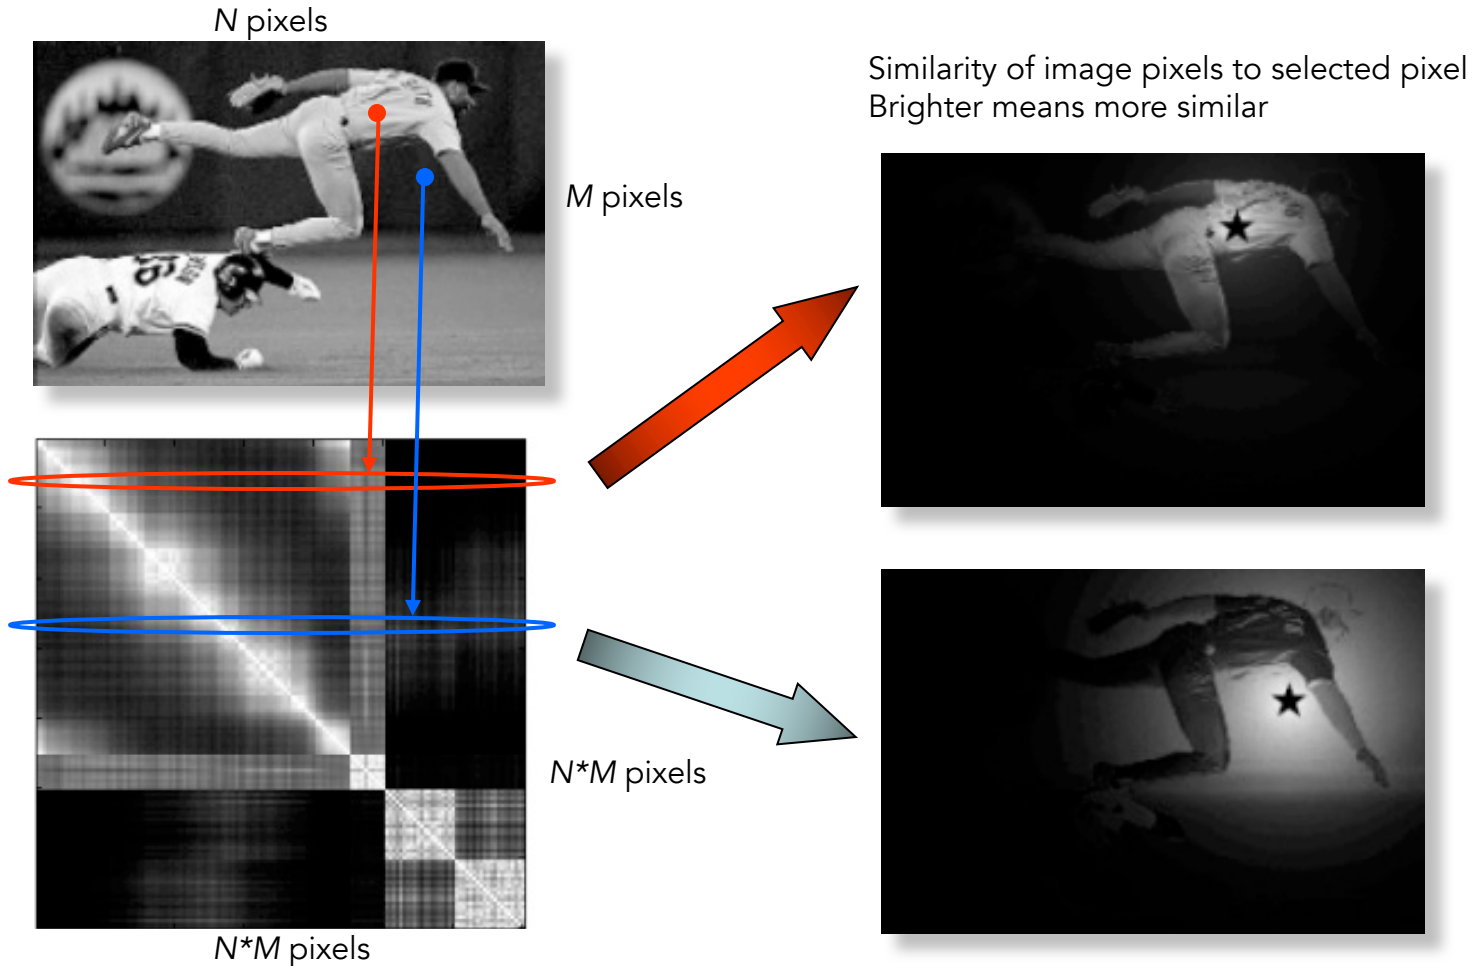 N pixels
Similarity of image pixels to selected pixel
Brighter means more similar
M pixels
N*M pixels
N*M pixels